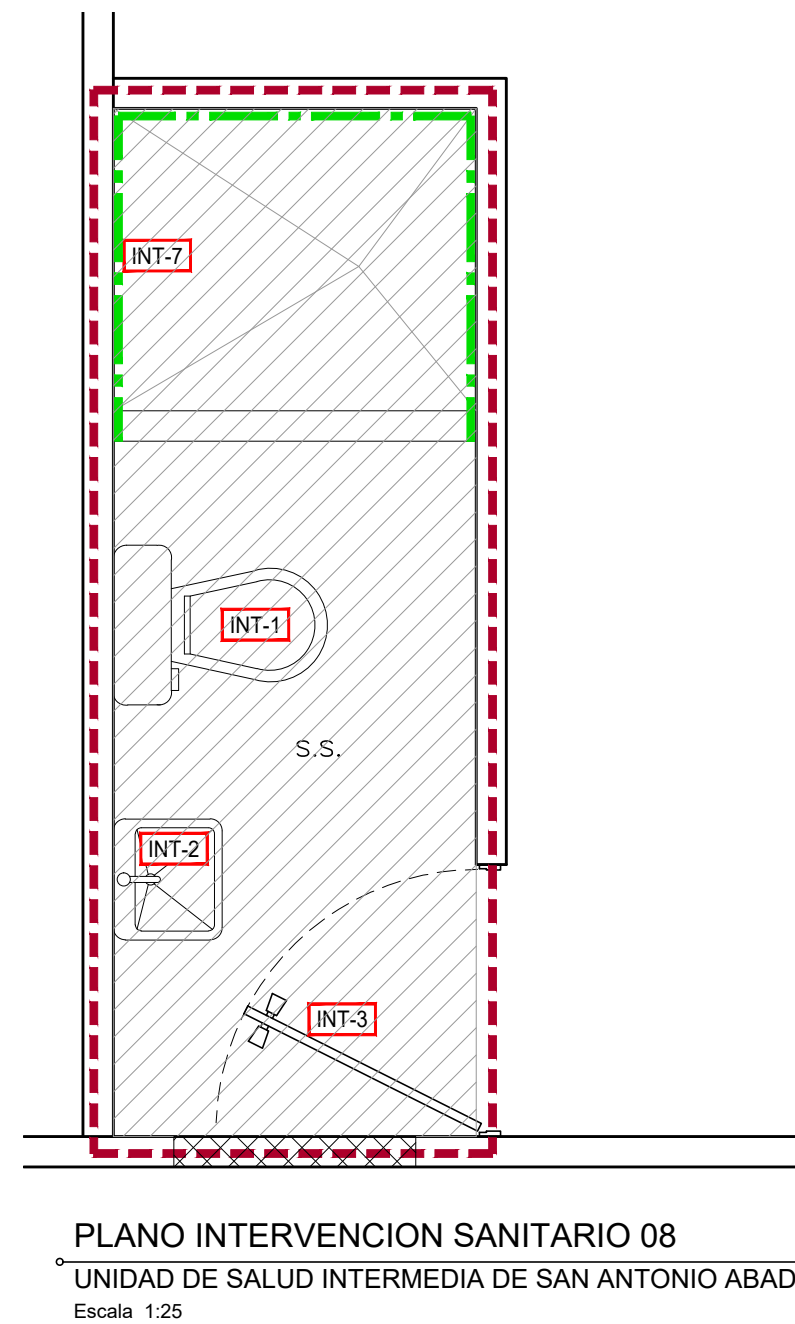 INT-7
INT-1
S.S.
INT-2
INT-3
PLANO INTERVENCION SANITARIO 08
UNIDAD DE SALUD INTERMEDIA DE SAN ANTONIO ABAD
Escala 1:25